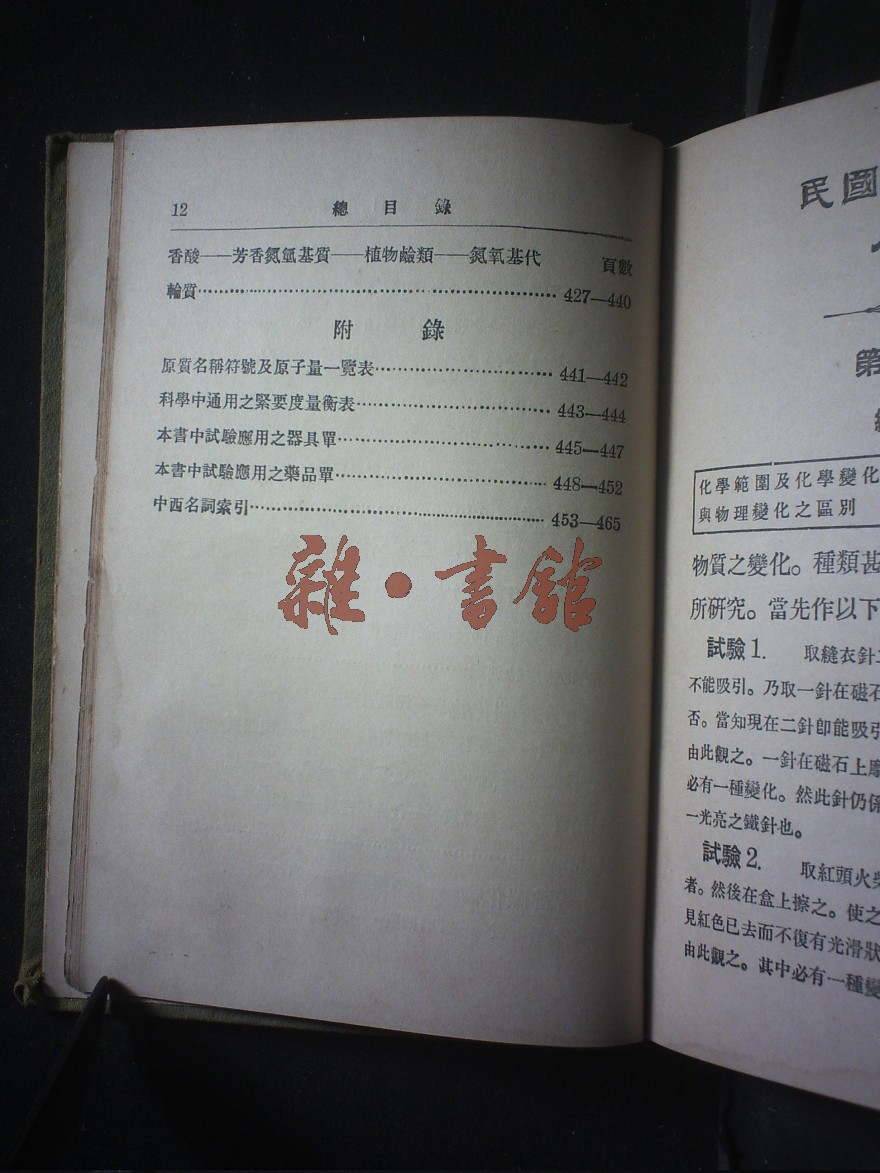 12 總目錄
香酸——芳香氮氫基質——植物鹼類——氮氧基代 頁數
輪質 427—440
附錄
原質名稱符號及原子量一覽表 441—442
科學中通用之緊要度量衡表 443—444
本書中試驗應用之器具單 445—447
本書中試驗應用之藥品單 448—452
中西名詞索引 453—465
雜·書館
民國
第
化學範圍及化學變化
與物理變化之區別
物質之變化。種類甚
所研究。當先作以下
試驗1. 取縫衣針二
不能吸引。乃取一針在磁石
否。當知現在二針卽能吸引
由此觀之。一針在磁石上摩
必有一種變化。然此針仍係
一光亮之鐵針也。
試驗2. 取紅頭火柴
者。然後在盒上擦之。使之
見紅色已去而不復有光滑狀
由此觀之。其中必有一種變